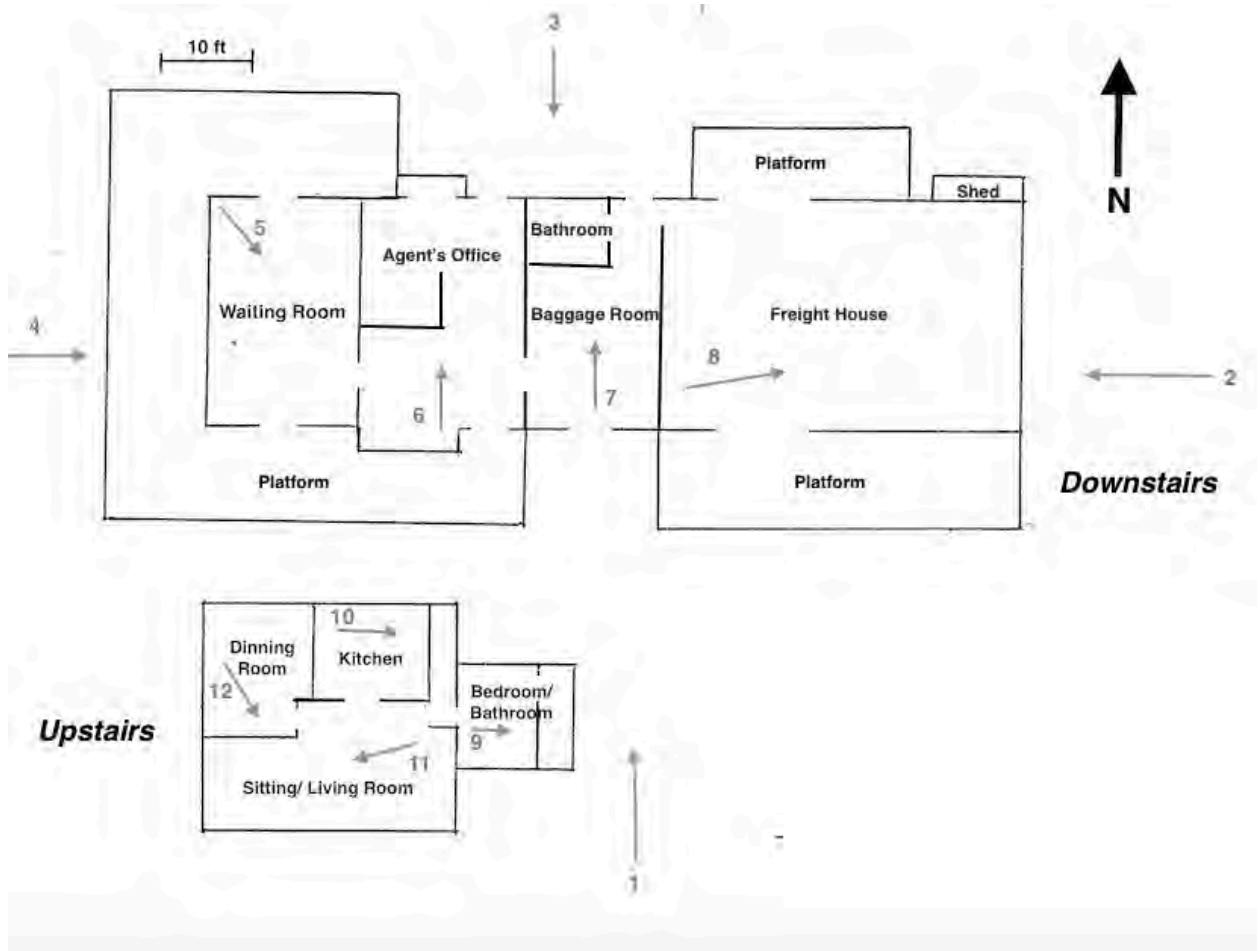 3
10 ft
Platform
N
Shed
5
Bathroom
Agent's Office
Waiting Room
Baggage Room
Freight House
4
8
2
6
7
Platform
Platform
Downstairs
10
Dinning
Room
Kitchen
12
Bedroom/
Bathroom
Upstairs
9
11
Sitting/ Living Room
1